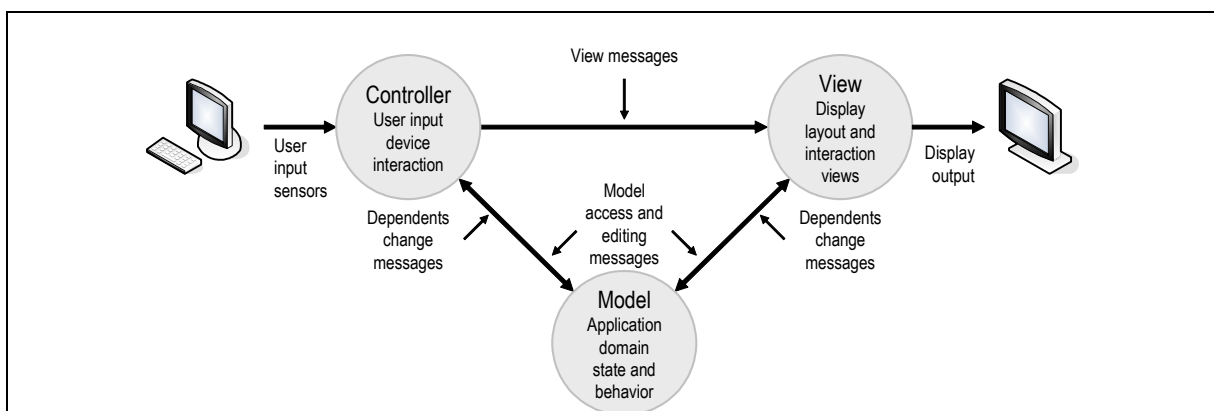 View messages
Controller
User input
device
interaction
View
Display
layout and
interaction
views
User
input
sensors
Display
output
Dependents
change
messages
Model
access and
editing
messages
Dependents
change
messages
Model
Application
domain
state and
behavior